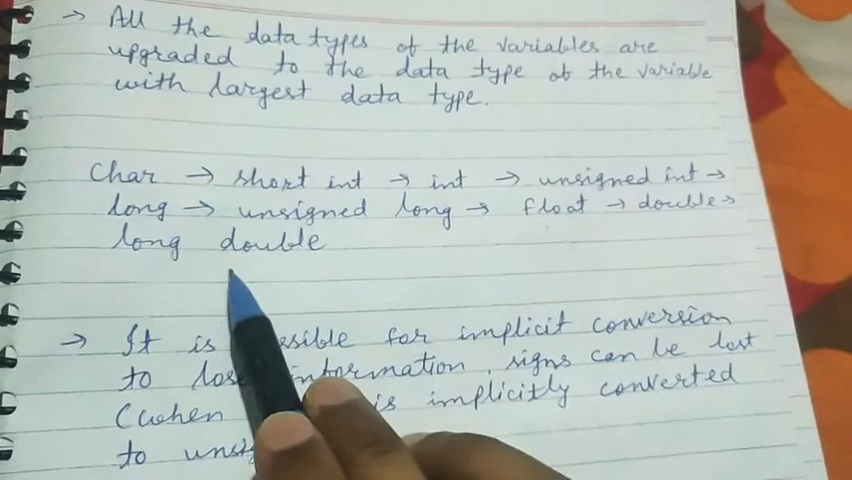 → All the data types of the variables are
upgraded to the data type of the variable
with largest data type.
Char → short int → int → unsigned int →
long → unsigned long → float → double →
long double
→ It is for implicit conversion
to information, signs can be lost
(when is implicitly converted
to